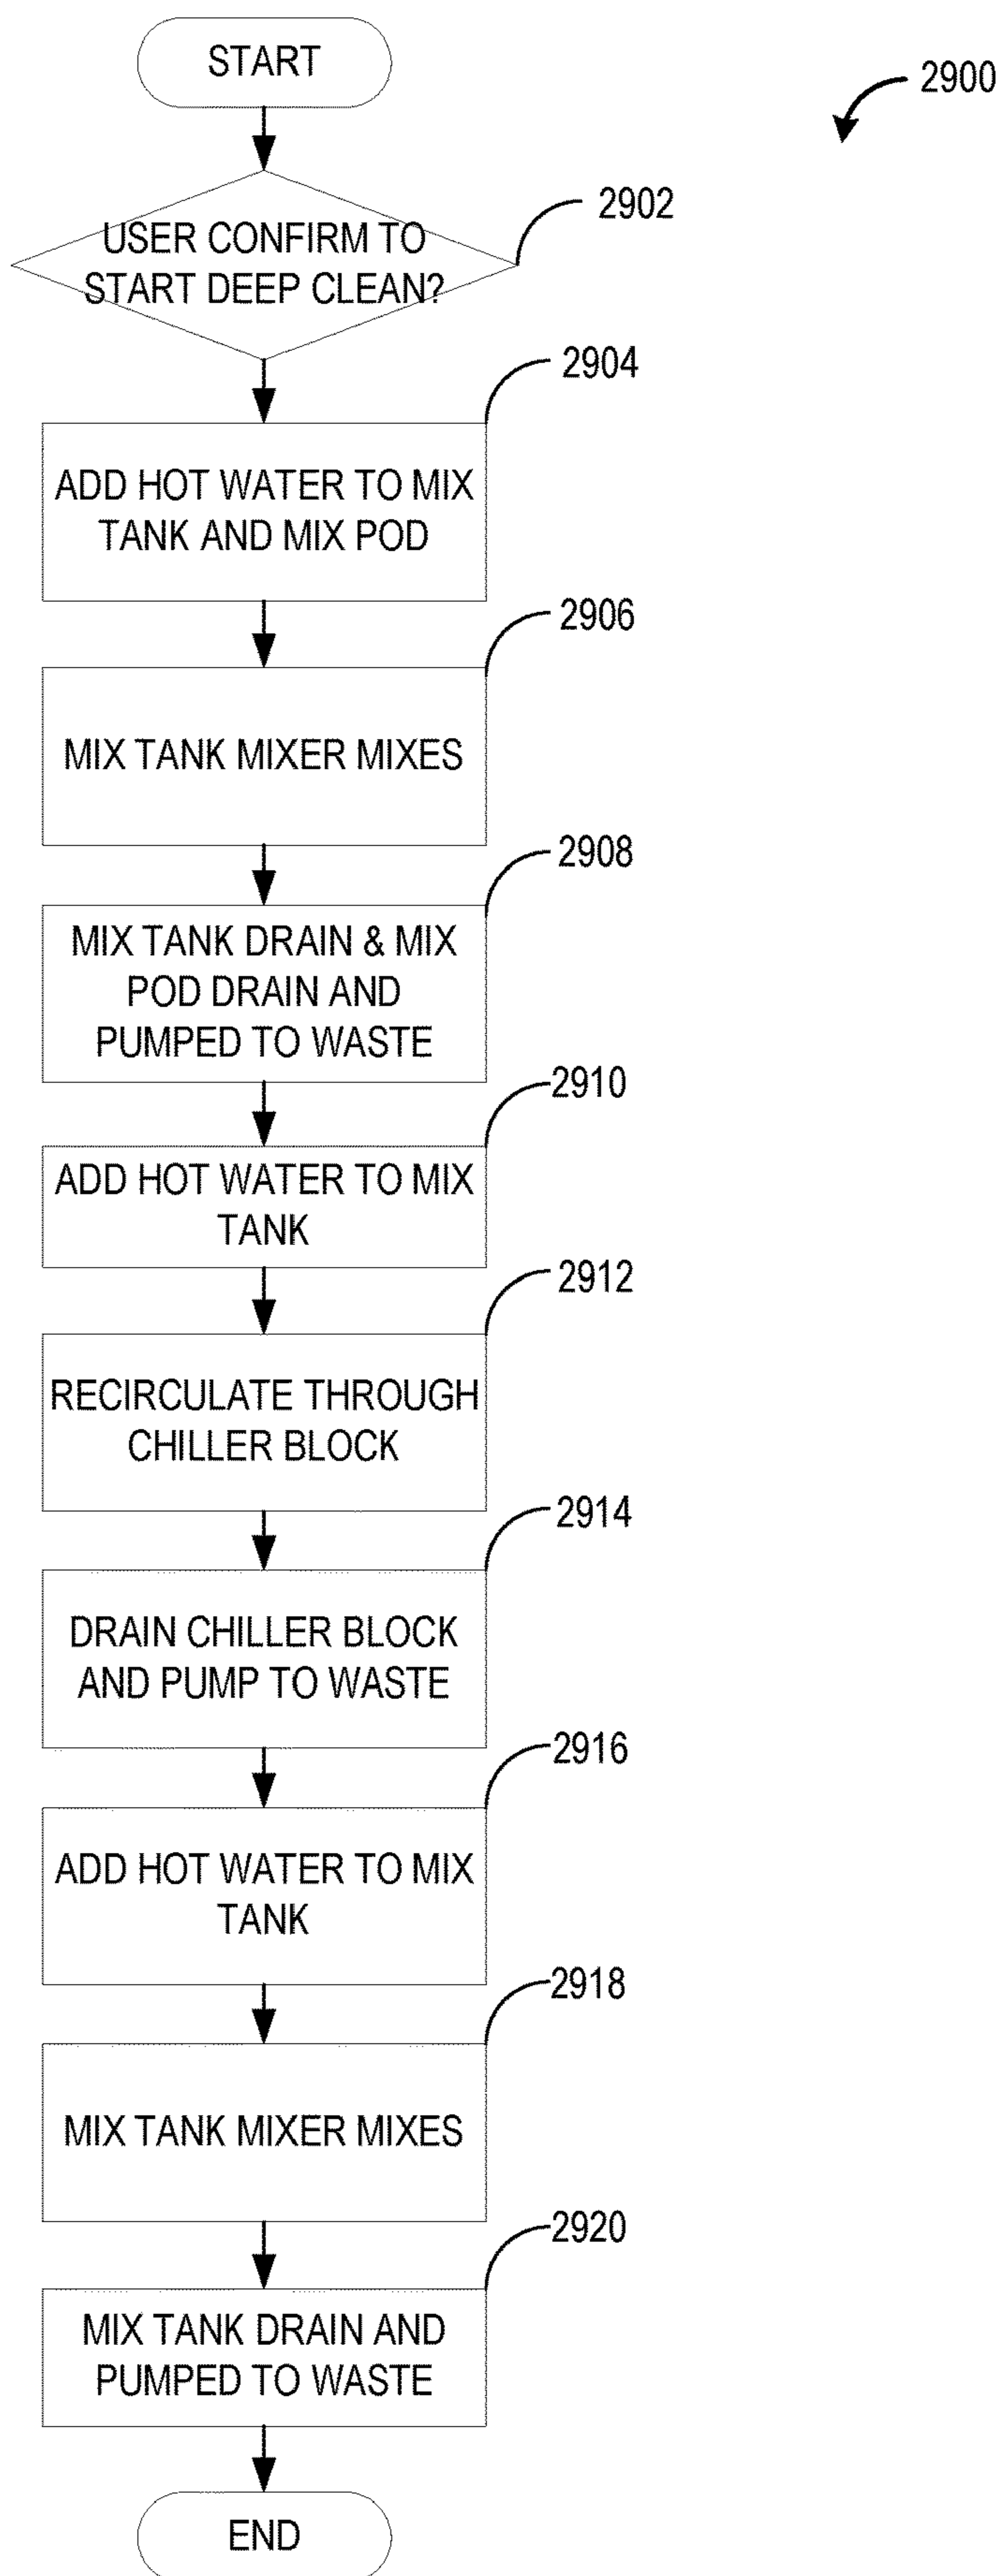 START
2900
2902
USER CONFIRM TO
START DEEP CLEAN?
2904
ADD HOT WATER TO MIX
TANK AND MIX POD
2906
MIX TANK MIXER MIXES
2908
MIX TANK DRAIN & MIX
POD DRAIN AND
PUMPED TO WASTE
2910
ADD HOT WATER TO MIX
TANK
2912
RECIRCULATE THROUGH
CHILLER BLOCK
2914
DRAIN CHILLER BLOCK
AND PUMP TO WASTE
2916
ADD HOT WATER TO MIX
TANK
2918
MIX TANK MIXER MIXES
2920
MIX TANK DRAIN AND
PUMPED TO WASTE
END